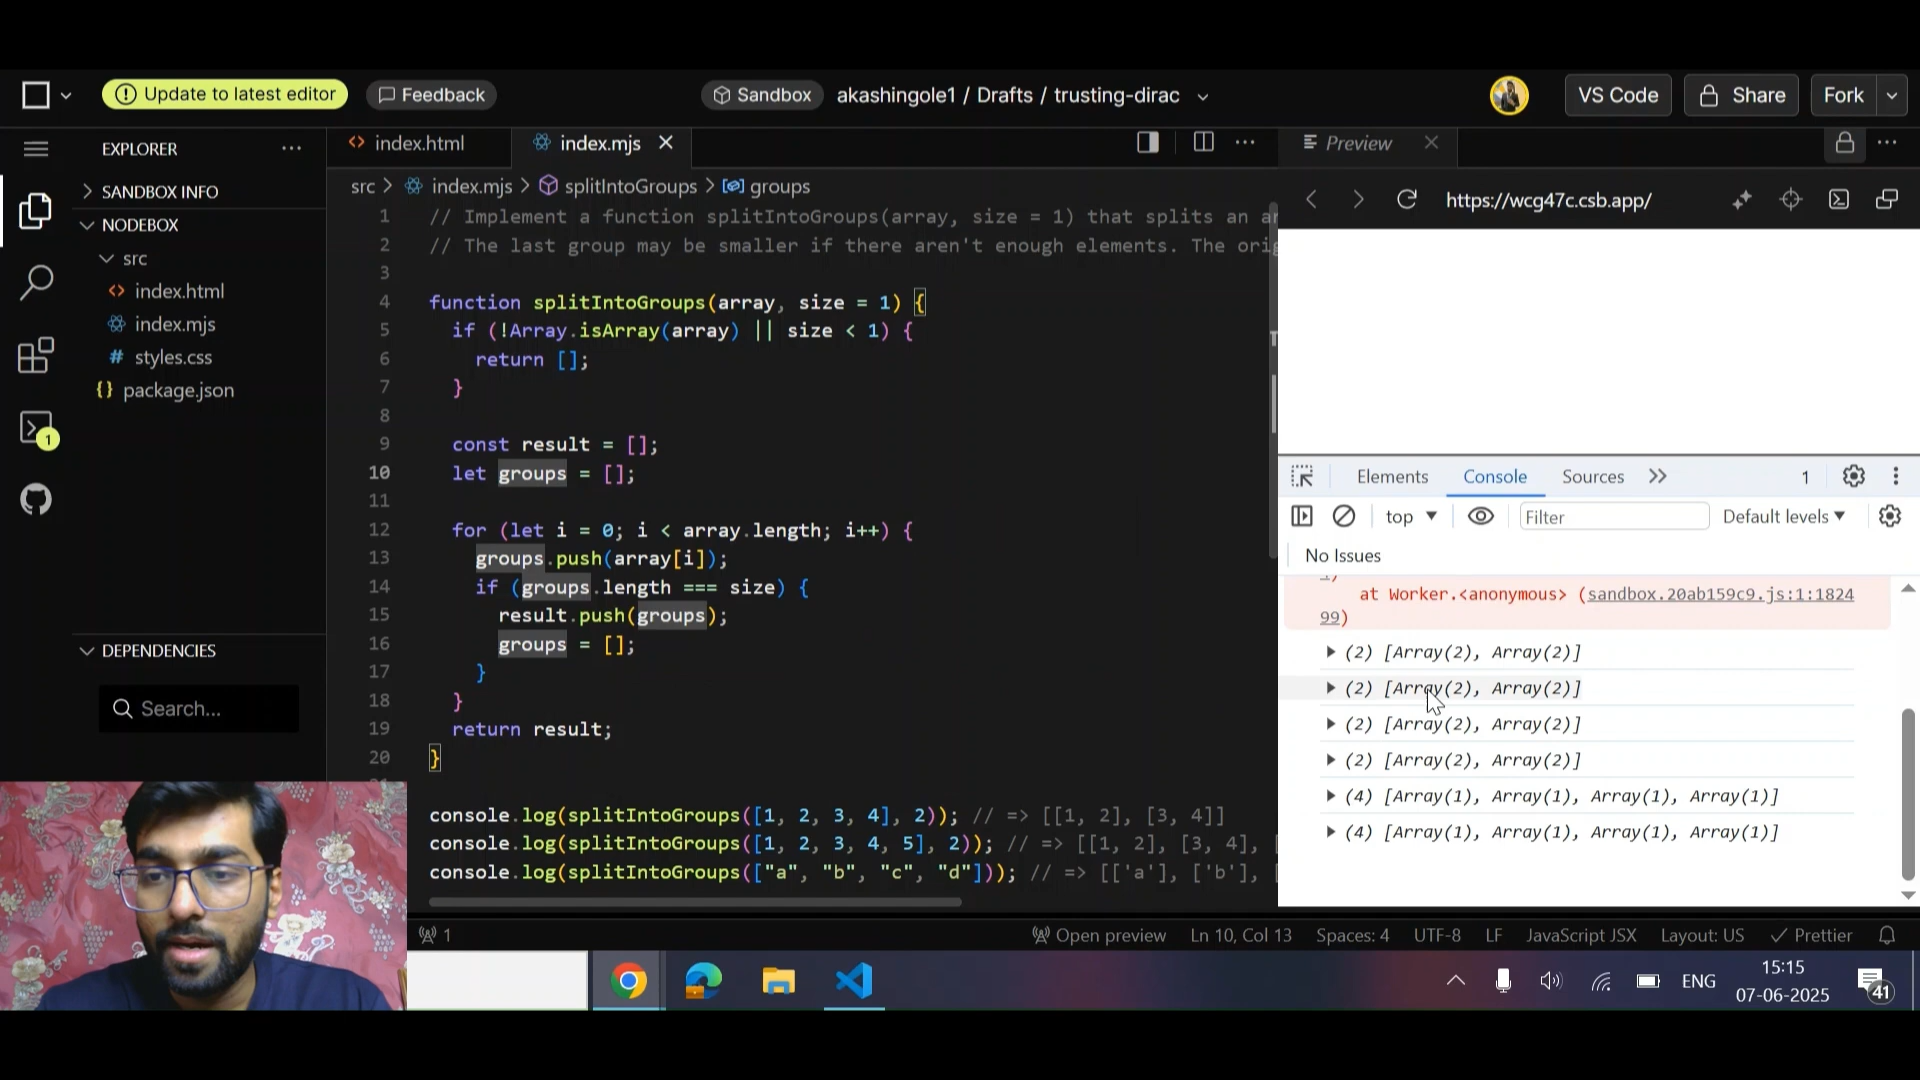 Update to latest editor
Feedback
Sandbox
akashingole1 / Drafts / trusting-dirac
VS Code
Share
Fork
EXPLORER
SANDBOX INFO
NODEBOX
src
index.html
index.mjs
styles.css
package.json
1
DEPENDENCIES
Search...
index.html
index.mjs
src > index.mjs > splitIntoGroups > groups
1 // Implement a function splitIntoGroups(array, size = 1) that splits an
2 // The last group may be smaller if there aren't enough elements. The
3
4 function splitIntoGroups(array, size = 1) {
5 if (!Array.isArray(array) || size < 1) {
6 return [];
7 }
8
9 const result = [];
10 let groups = [];
11
12 for (let i = 0; i < array.length; i++) {
13 groups.push(array[i]);
14 if (groups.length === size) {
15 result.push(groups);
16 groups = [];
17 }
18 }
19 return result;
20 }
console.log(splitIntoGroups([1, 2, 3, 4], 2)); // => [[1, 2], [3, 4]]
console.log(splitIntoGroups([1, 2, 3, 4, 5], 2)); // => [[1, 2], [3, 4],
console.log(splitIntoGroups(["a", "b", "c", "d"])); // => [['a'], ['b'],
Preview
https://wcg47c.csb.app/
Elements
Console
Sources
1
top
Filter
Default levels
No Issues
at Worker.<anonymous> (sandbox.20ab159c9.js:1:1824
99)
(2) [Array(2), Array(2)]
(2) [Array(2), Array(2)]
(2) [Array(2), Array(2)]
(2) [Array(2), Array(2)]
(4) [Array(1), Array(1), Array(1), Array(1)]
(4) [Array(1), Array(1), Array(1), Array(1)]
1
Open preview
Ln 10, Col 13
Spaces: 4
UTF-8
LF
JavaScript JSX
Layout: US
Prettier
ENG
15:15
07-06-2025
41